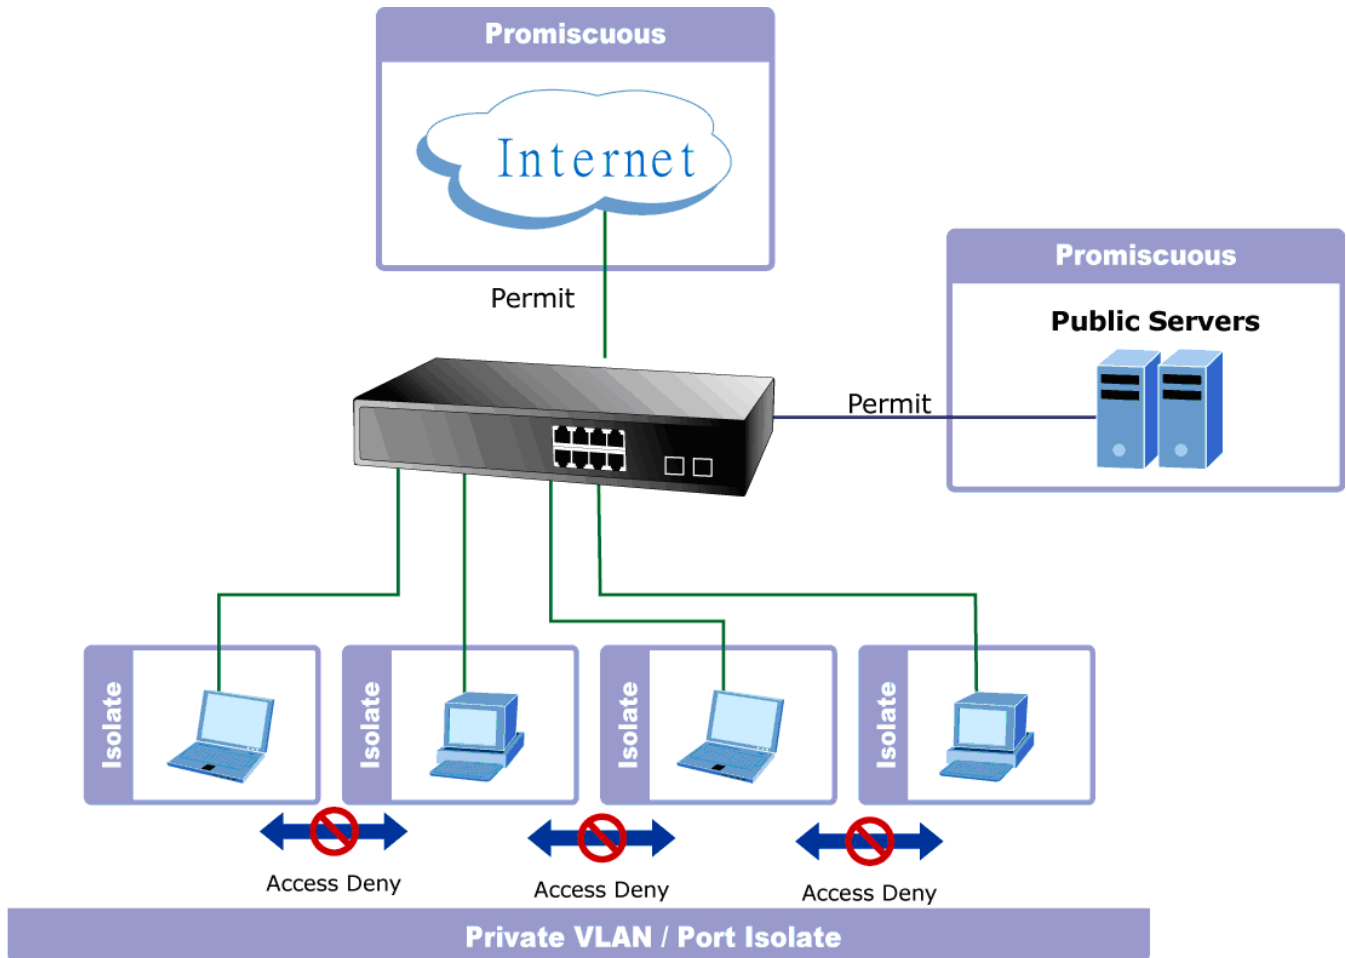 Promiscuous
Internet
Permit
Promiscuous
Public Servers
Permit
Isolate
Isolate
Isolate
Isolate
Access Deny
Access Deny
Access Deny
Private VLAN / Port Isolate